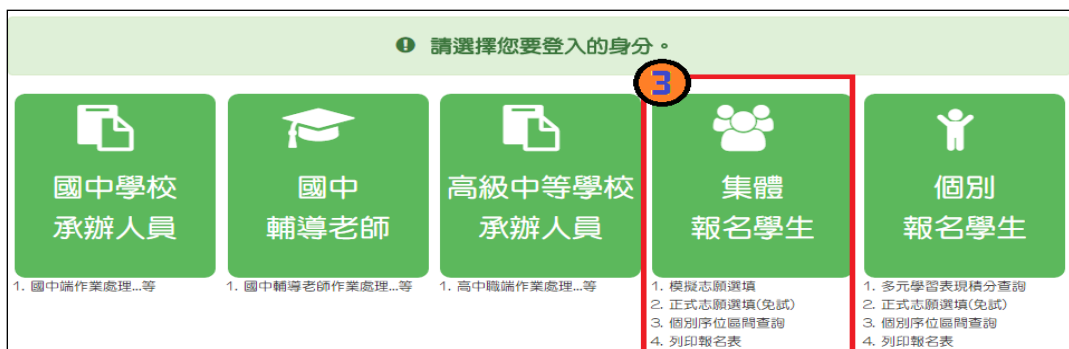 請選擇您要登入的身分。
3
國中學校
承辦人員
1. 國中端作業處理...等
國中
輔導老師
1. 國中輔導老師作業處理...等
高級中等學校
承辦人員
1. 高中職端作業處理...等
集體
報名學生
1. 模擬志願選填
2. 正式志願選填(免試)
3. 個別序位區間查詢
4. 列印報名表
個別
報名學生
1. 多元學習表現積分查詢
2. 正式志願選填(免試)
3. 個別序位區間查詢
4. 列印報名表